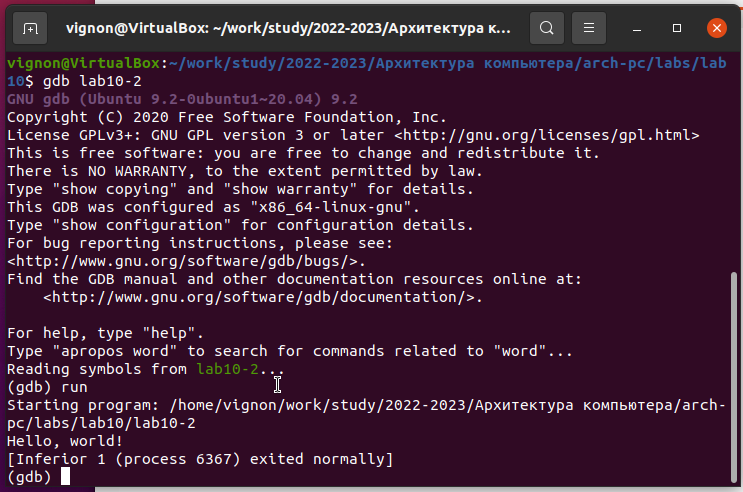 vignon@VirtualBox: ~/work/study/2022-2023/Архитектура к...
vignon@VirtualBox:~/work/study/2022-2023/Архитектура компьютера/arch-pc/labs/lab
10$ gdb lab10-2
GNU gdb (Ubuntu 9.2-0ubuntu1~20.04) 9.2
Copyright (C) 2020 Free Software Foundation, Inc.
License GPLv3+: GNU GPL version 3 or later <http://gnu.org/licenses/gpl.html>
This is free software: you are free to change and redistribute it.
There is NO WARRANTY, to the extent permitted by law.
Type "show copying" and "show warranty" for details.
This GDB was configured as "x86_64-linux-gnu".
Type "show configuration" for configuration details.
For bug reporting instructions, please see:
<http://www.gnu.org/software/gdb/bugs/>.
Find the GDB manual and other documentation resources online at:
    <http://www.gnu.org/software/gdb/documentation/>.

For help, type "help".
Type "apropos word" to search for commands related to "word"...
Reading symbols from lab10-2...
(gdb) run
Starting program: /home/vignon/work/study/2022-2023/Архитектура компьютера/arch-
pc/labs/lab10/lab10-2
Hello, world!
[Inferior 1 (process 6367) exited normally]
(gdb)